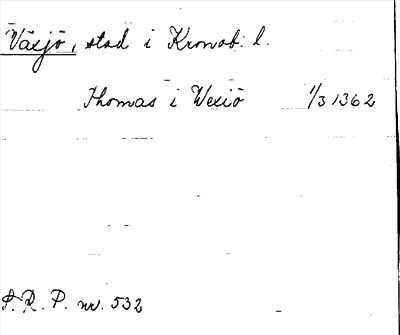 Växjö, stad i Kronob. l.
Thomas i Wexiö 1/3 1362
S.R.P. nr. 532